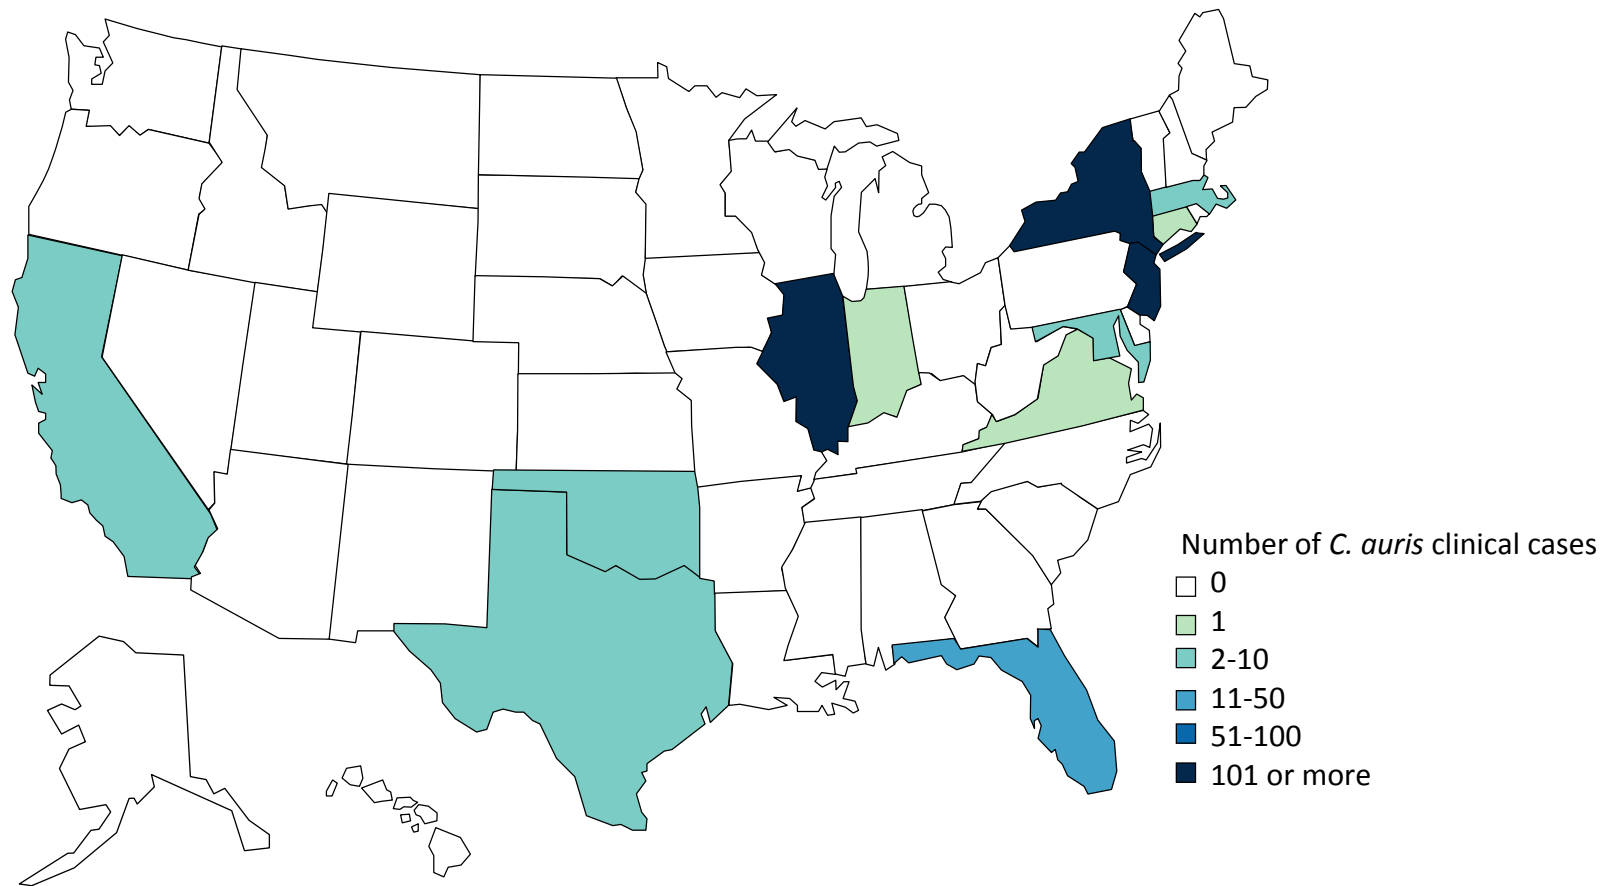 Number of C. auris clinical cases
0
1
2-10
11-50
51-100
101 or more